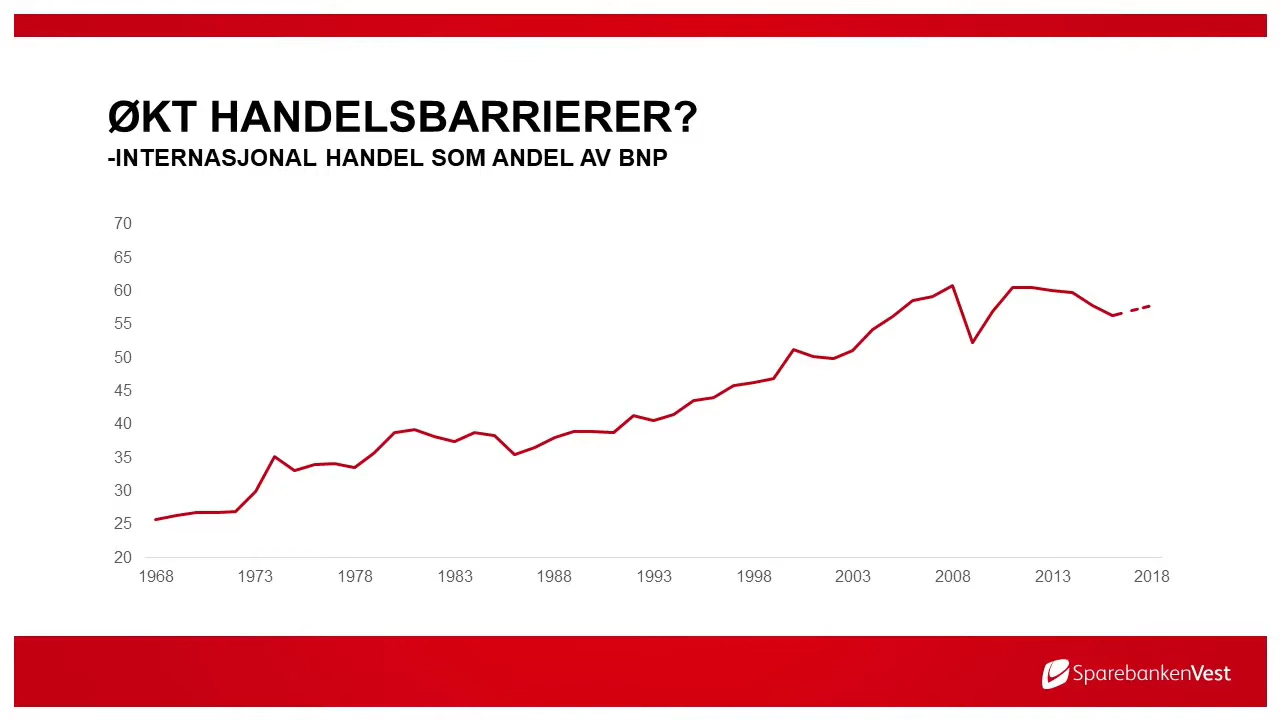 ØKT HANDELSBARRIERER?
-INTERNASJONAL HANDEL SOM ANDEL AV BNP
70
65
60
55
50
45
40
35
30
25
20
1968 1973 1978 1983 1988 1993 1998 2003 2008 2013 2018
SparebankenVest